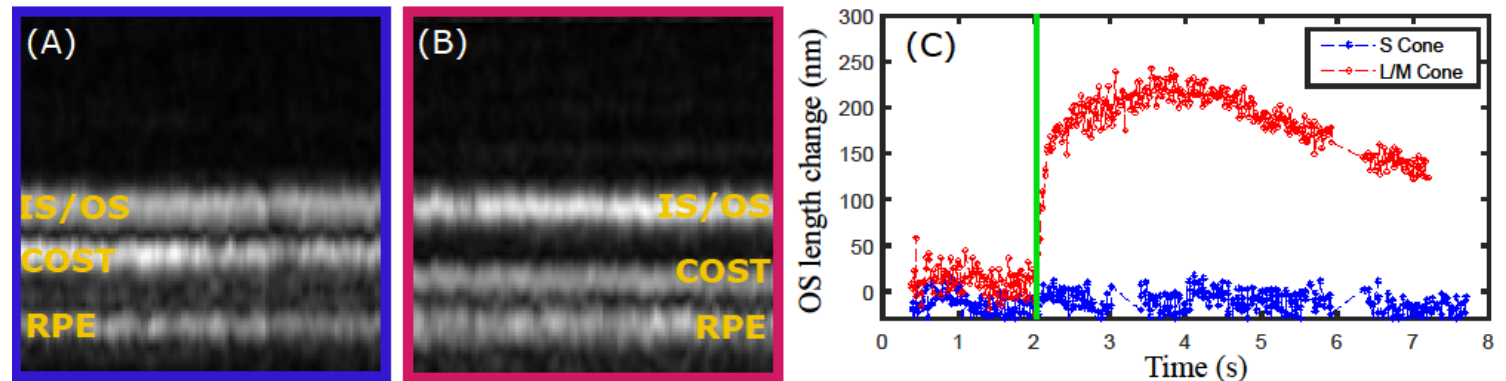 (A)
IS/OS
COST
RPE
(B)
IS/OS
COST
RPE
(C)
S Cone
L/M Cone
OS length change (nm)
300
250
200
150
100
50
0
0 1 2 3 4 5 6 7 8
Time (s)